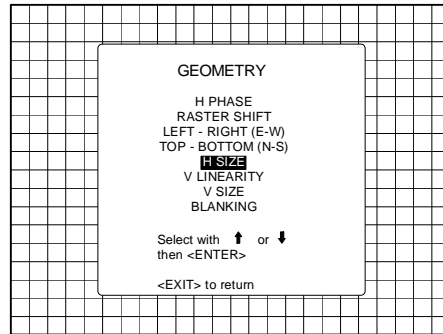 GEOMETRY
H PHASE
RASTER SHIFT
LEFT - RIGHT (E-W)
TOP - BOTTOM (N-S)
H SIZE
V LINEARITY
V SIZE
BLANKING
Select with ⬆ or ⬇
then <ENTER>
<EXIT> to return